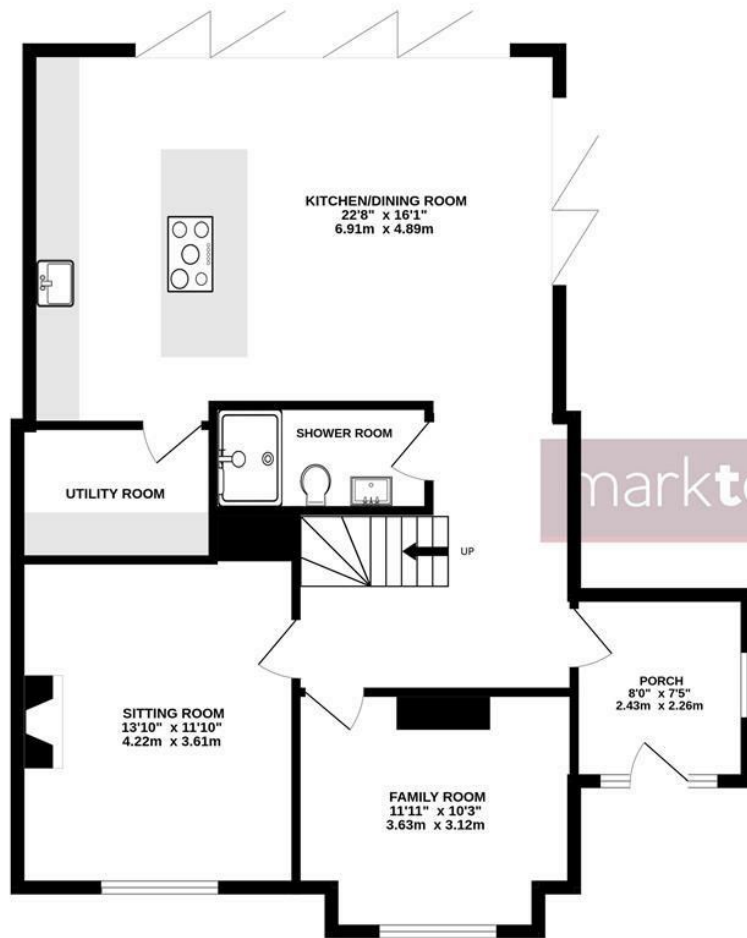 KITCHEN/DINING ROOM
22'8" x 16'1"
6.91m x 4.89m
SHOWER ROOM
UTILITY ROOM
UP
SITTING ROOM
13'10" x 11'10"
4.22m x 3.61m
PORCH
8'0" x 7'5"
2.43m x 2.26m
FAMILY ROOM
11'11" x 10'3"
3.63m x 3.12m